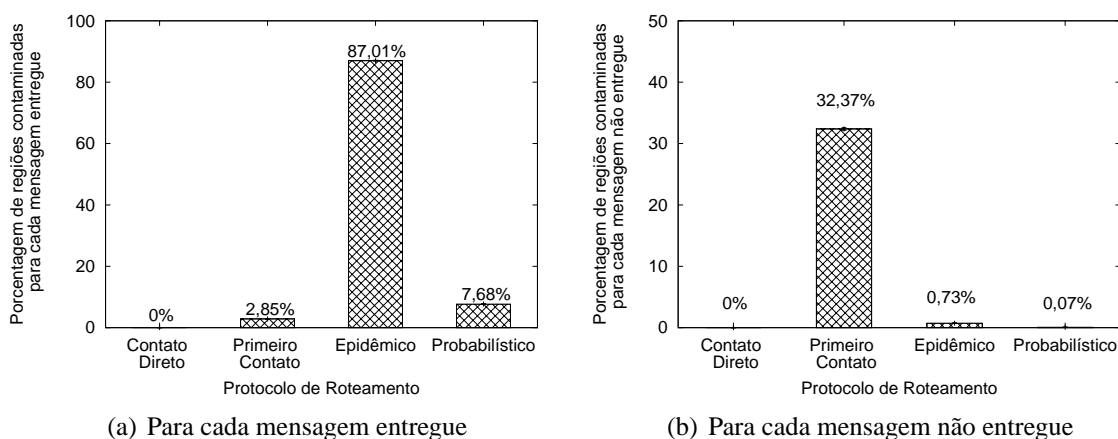 Porcentagem de regiões contaminadas
para cada mensagem entregue
100
80
60
40
20
0
0%
2,85%
87,01%
7,68%
Contato
Direto
Primeiro
Contato
Epidêmico
Probabilístico
Protocolo de Roteamento
(a) Para cada mensagem entregue
Porcentagem de regiões contaminadas
para cada mensagem não entregue
50
40
30
20
10
0
0%
32,37%
0,73%
0,07%
Contato
Direto
Primeiro
Contato
Epidêmico
Probabilístico
Protocolo de Roteamento
(b) Para cada mensagem não entregue